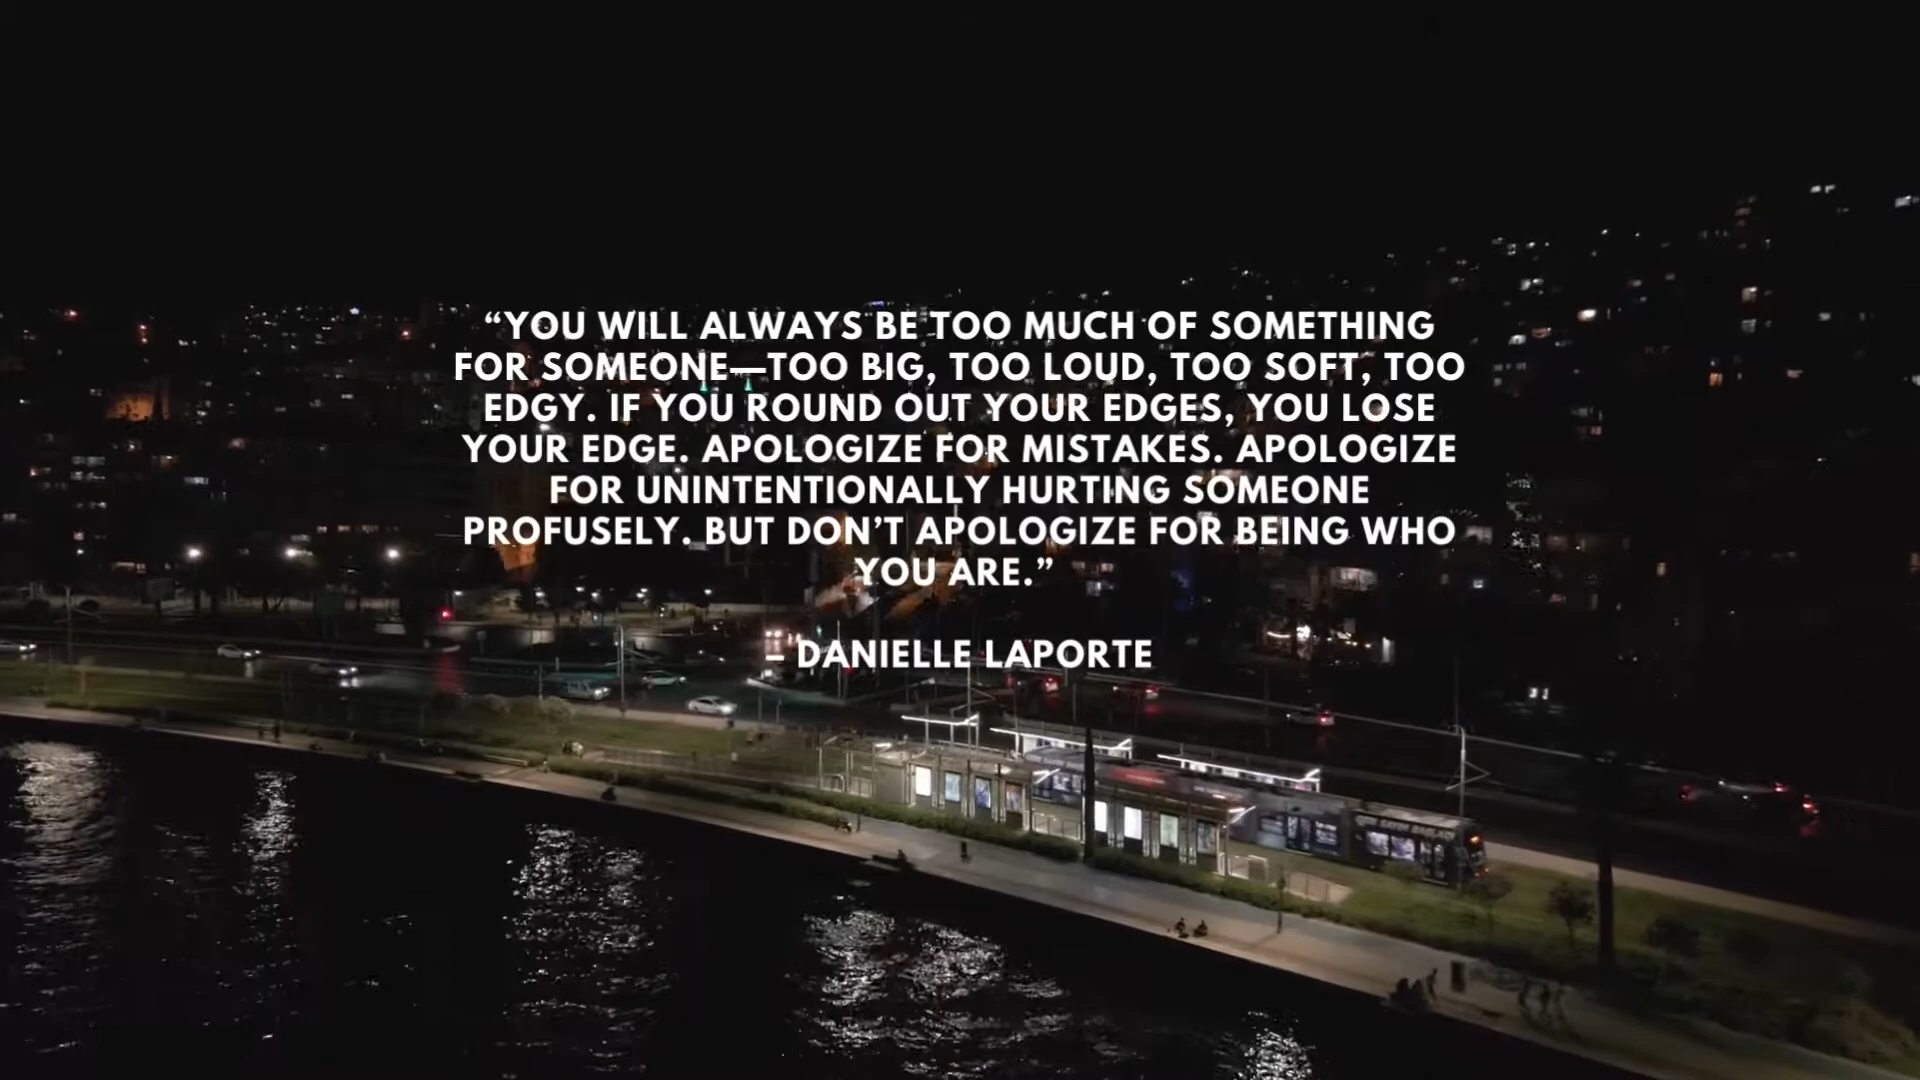 “YOU WILL ALWAYS BE TOO MUCH OF SOMETHING
FOR SOMEONE—TOO BIG, TOO LOUD, TOO SOFT, TOO
EDGY. IF YOU ROUND OUT YOUR EDGES, YOU LOSE
YOUR EDGE. APOLOGIZE FOR MISTAKES. APOLOGIZE
FOR UNINTENTIONALLY HURTING SOMEONE
PROFUSELY. BUT DON’T APOLOGIZE FOR BEING WHO
YOU ARE.”
– DANIELLE LAPORTE